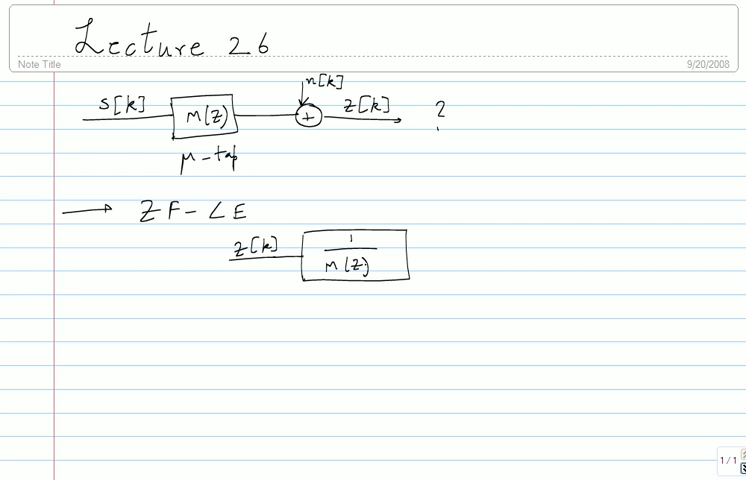 Lecture 26
Note Title
9/20/2008
n[k]
s[k] M(z) + z[k] ?
μ-tap
→ ZF-LE
z[k] 1
M(z)
1/1